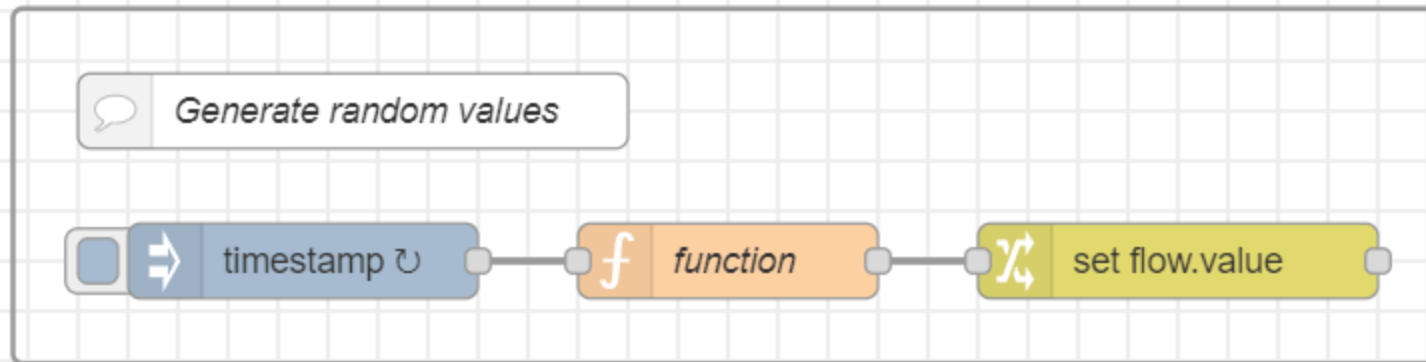 Generate random values
timestamp ↻
function
set flow.value